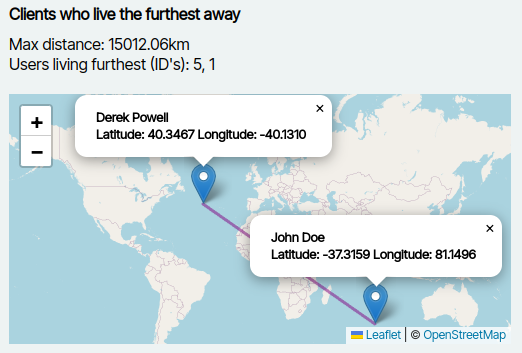 Clients who live the furthest away
Max distance: 15012.06km
Users living furthest (ID's): 5, 1
+
−
×
Derek Powell
Latitude: 40.3467 Longitude: -40.1310
×
John Doe
Latitude: -37.3159 Longitude: 81.1496
Leaflet | © OpenStreetMap